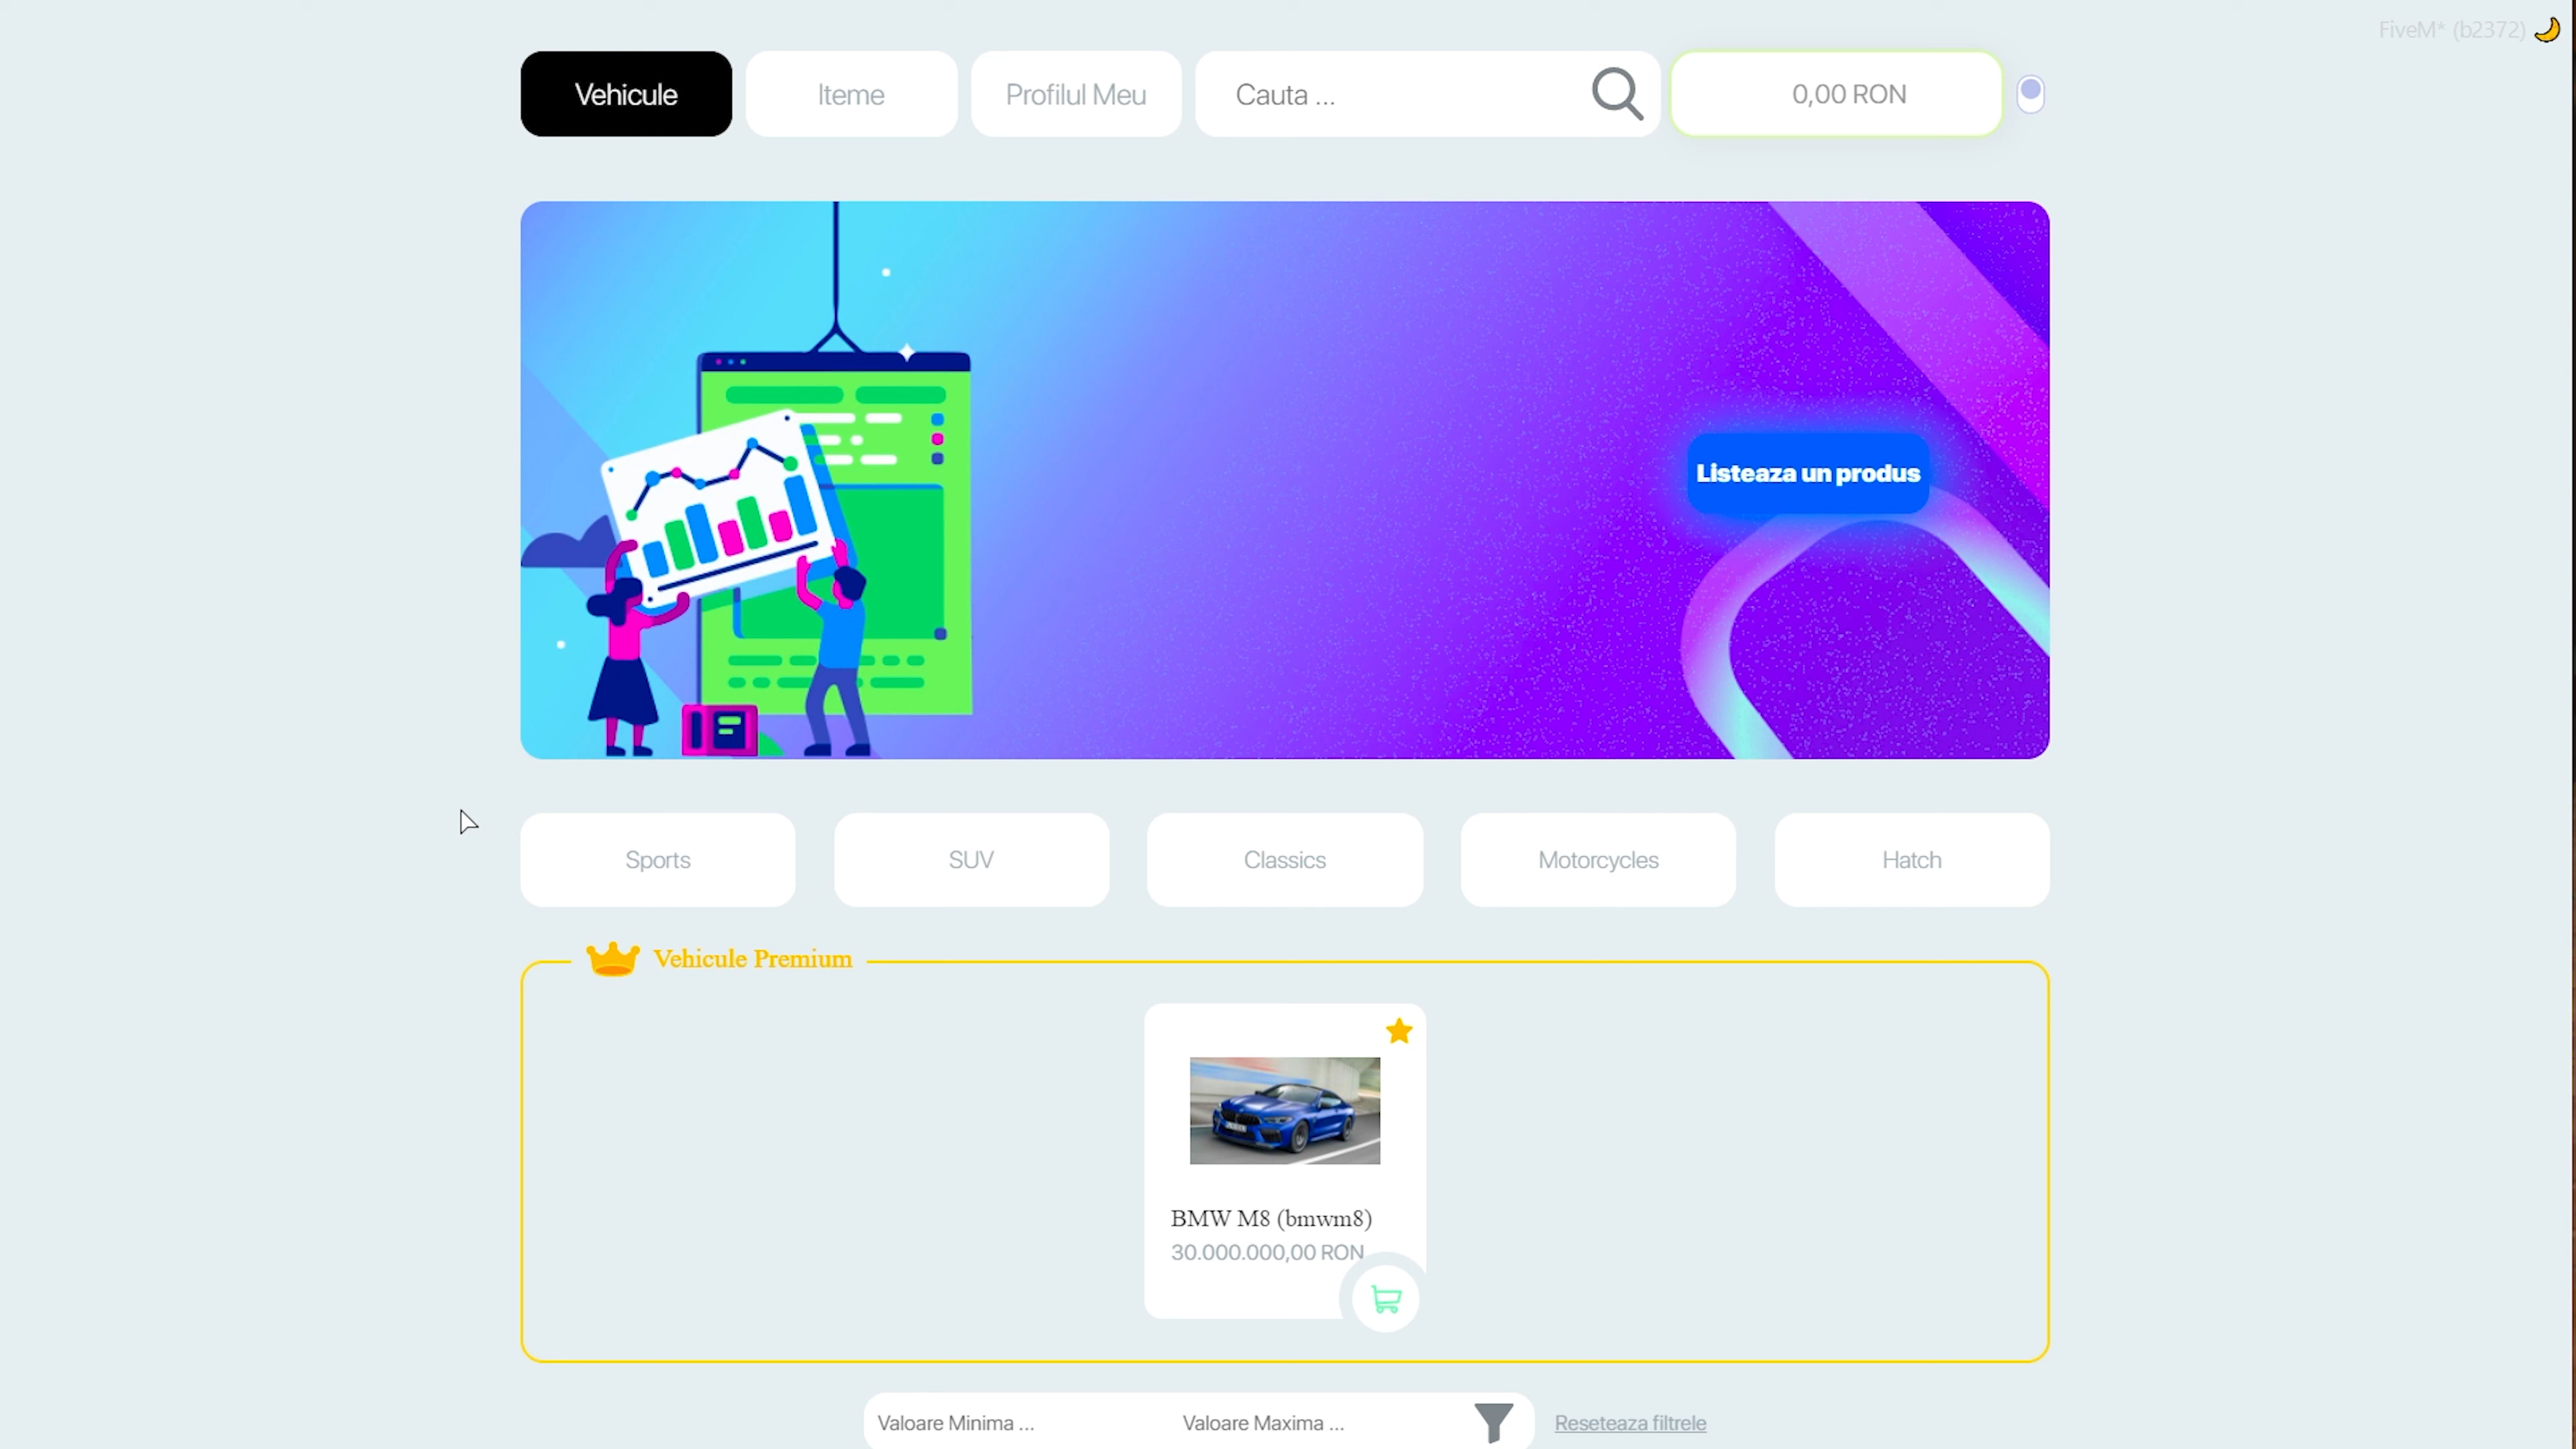 FiveM* (b2372)
Vehicule
Iteme
Profilul Meu
Cauta ...
0,00 RON
Listeaza un produs
Sports
SUV
Classics
Motorcycles
Hatch
Vehicule Premium
BMW M8 (bmwm8)
30.000.000,00 RON
Valoare Minima ...
Valoare Maxima ...
Reseteaza filtrele